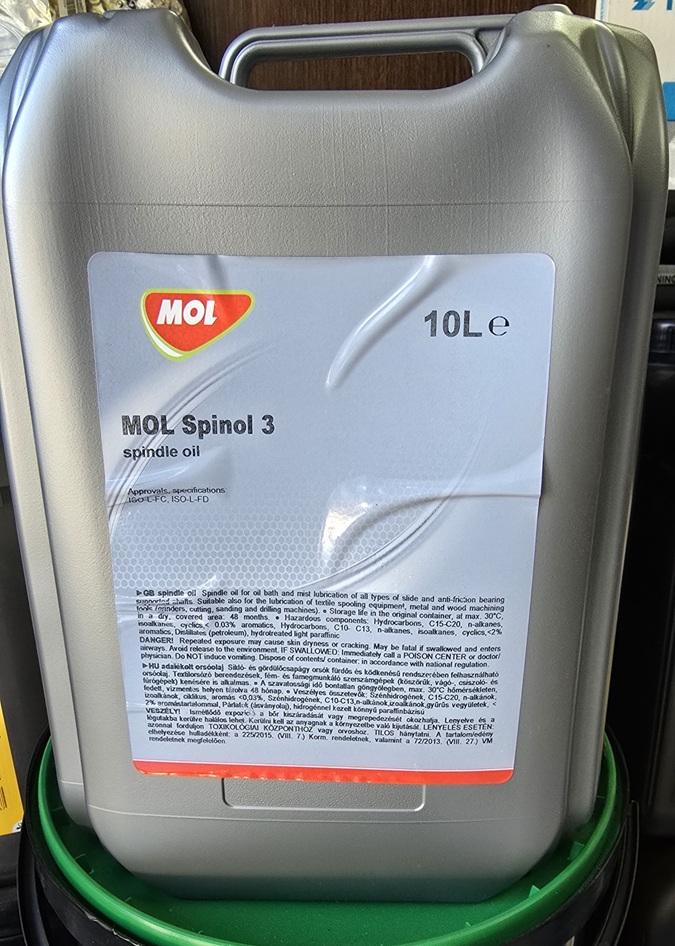 MOL
10L e
MOL Spinol 3
spindle oil
Approvals, specifications
ISO-L-FC, ISO-L-FD
▶GB spindle oil Spindle oil for oil bath and mist lubrication of all types of slide and anti-friction bearing
supported shafts. Suitable also for the lubrication of textile spooling equipment, metal and wood machining
tools (grinders, cutting, sanding and drilling machines). • Storage life in the original container, at max. 30°C,
in a dry, covered area: 48 months. • Hazardous components: Hydrocarbons, C15-C20, n-alkanes,
isoalkanes, cyclics,< 0.03% aromatics, Hydrocarbons, C10- C13, n-alkanes, isoalkanes, cyclics,<2%
aromatics, Distillates (petroleum), hydrotreated light paraffinic
DANGER! Repeated exposure may cause skin dryness or cracking. May be fatal if swallowed and enters
airways. Avoid release to the environment. IF SWALLOWED: Immediately call a POISON CENTER or doctor/
physician. Do NOT induce vomiting. Dispose of contents/ container: in accordance with national regulation.
▶HU adalékolt orsóolaj Sikló- és gördülőcsapágy orsók fürdős és ködkenésű rendszerében felhasználható
orsóolaj. Textilorsózó berendezések, fém- és famegmunkáló szerszámgépek (köszörűk, vágó-, csiszoló- és
fúrógépek) kenésére is alkalmas. • A szavatossági idő bontatlan göngyölegben, max. 30°C hőmérsékleten,
fedett, vízmentes helyen tárolva 48 hónap. • Veszélyes összetevők: Szénhidrogének, C15-C20, n-alkánok,
izoalkánok, ciklikus, aromás <0,03%, Szénhidrogének, C10-C13,n-alkánok,izoalkánok,gyűrűs vegyületek, <
2% aromástartalommal, Párlatok (ásványolaj), hidrogénnel kezelt könnyű paraffinbázisú
VESZÉLY! Ismétlődő expozíció a bőr kiszáradását vagy megrepedezését okozhatja. Lenyelve és a
légutakba kerülve halálos lehet. Kerülni kell az anyagnak a környezetbe való kijutását. LENYELÉS ESETÉN:
azonnal forduljon TOXIKOLÓGIAI KÖZPONTHOZ vagy orvoshoz. TILOS hánytatni. A tartalom/edény
elhelyezése hulladékként: a 225/2015. (VIII. 7.) Korm. rendeletnek, valamint a 72/2013. (VIII. 27.) VM
rendeletnek megfelelően.